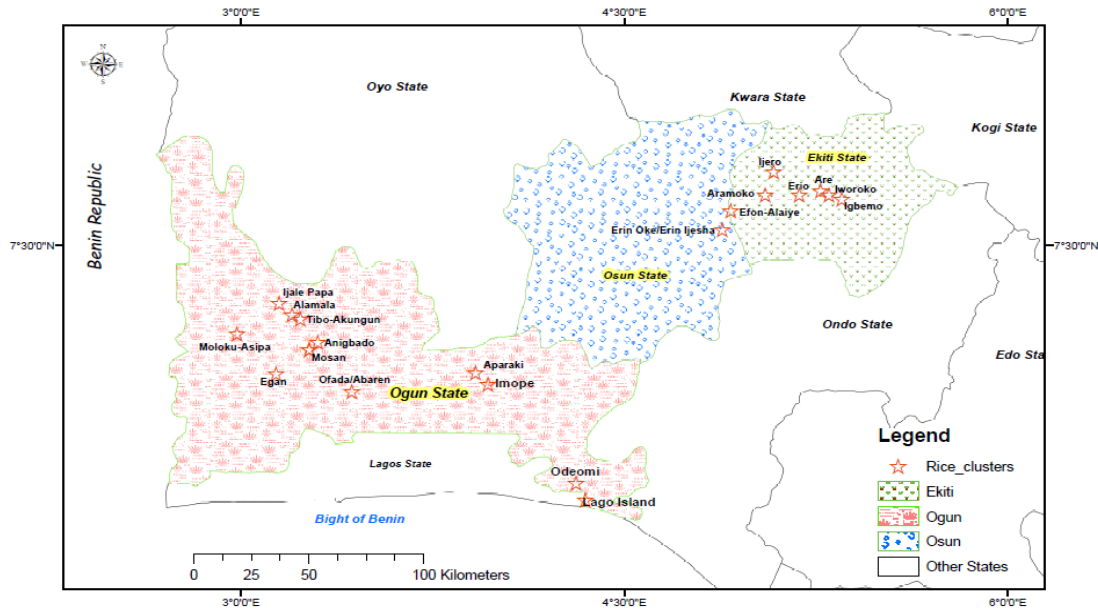 3°0'0"E
4°30'0"E
6°0'0"E
N
W
E
S
Oyo State
Kwara State
Kogi State
Benin Republic
Ekiti State
Ijero
Are
Erio
Iworoko
Aramoko
Igbemo
Efon-Alaiye
Erin Oke/Erin Ijesha
7°30'0"N
7°30'0"N
Osun State
Ijale Papa
Alamala
Tibo-Akungun
Ondo State
Moloku-Asipa
Anigbado
Mosan
Edo Sta
Aparaki
Egan
Ofada/Abaren
Imope
Ogun State
Lagos State
Odeomi
Lago Island
Bight of Benin
Legend
Rice_clusters
Ekiti
Ogun
Osun
Other States
0 25 50 100 Kilometers
3°0'0"E
4°30'0"E
6°0'0"E